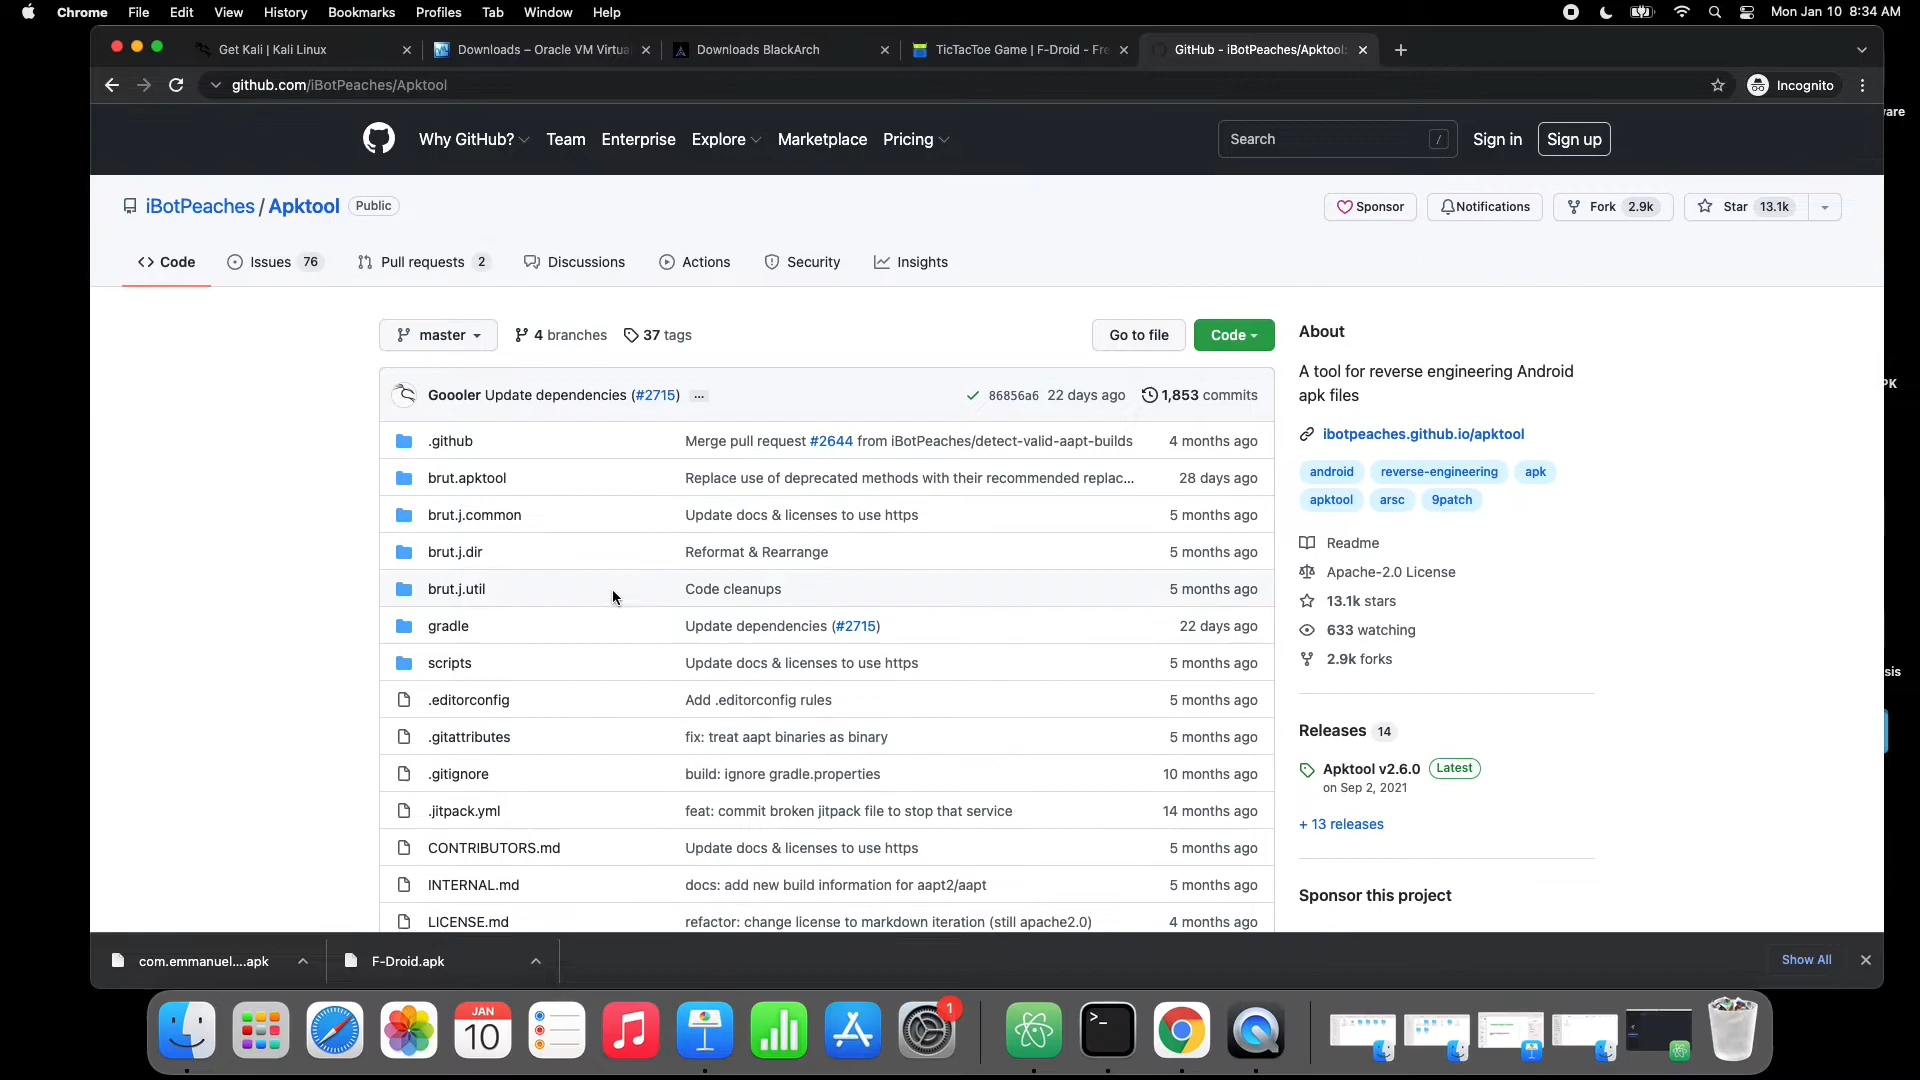 Chrome File Edit View History Bookmarks Profiles Tab Window Help Mon Jan 10 8:34 AM
Get Kali | Kali Linux Downloads – Oracle VM Virtua Downloads BlackArch TicTacToe Game | F-Droid - Fre GitHub - iBotPeaches/Apktool:
github.com/iBotPeaches/Apktool Incognito
are
Why GitHub? Team Enterprise Explore Marketplace Pricing Search / Sign in Sign up
iBotPeaches / Apktool Public Sponsor Notifications Fork 2.9k Star 13.1k
Code Issues 76 Pull requests 2 Discussions Actions Security Insights
master 4 branches 37 tags Go to file Code
About
A tool for reverse engineering Android
apk files
PK
Goooler Update dependencies (#2715) ... 86856a6 22 days ago 1,853 commits
.github Merge pull request #2644 from iBotPeaches/detect-valid-aapt-builds 4 months ago
ibotpeaches.github.io/apktool
brut.apktool Replace use of deprecated methods with their recommended replac... 28 days ago
android reverse-engineering apk
apktool arsc 9patch
brut.j.common Update docs & licenses to use https 5 months ago
brut.j.dir Reformat & Rearrange 5 months ago
Readme
brut.j.util Code cleanups 5 months ago
Apache-2.0 License
13.1k stars
gradle Update dependencies (#2715) 22 days ago
633 watching
scripts Update docs & licenses to use https 5 months ago
2.9k forks
sis
.editorconfig Add .editorconfig rules 5 months ago
.gitattributes fix: treat aapt binaries as binary 5 months ago
Releases 14
.gitignore build: ignore gradle.properties 10 months ago
Apktool v2.6.0 Latest
on Sep 2, 2021
.jitpack.yml feat: commit broken jitpack file to stop that service 14 months ago
+ 13 releases
CONTRIBUTORS.md Update docs & licenses to use https 5 months ago
INTERNAL.md docs: add new build information for aapt2/aapt 5 months ago
Sponsor this project
LICENSE.md refactor: change license to markdown iteration (still apache2.0) 4 months ago
com.emmanuel....apk F-Droid.apk Show All
JAN
10
1
>_